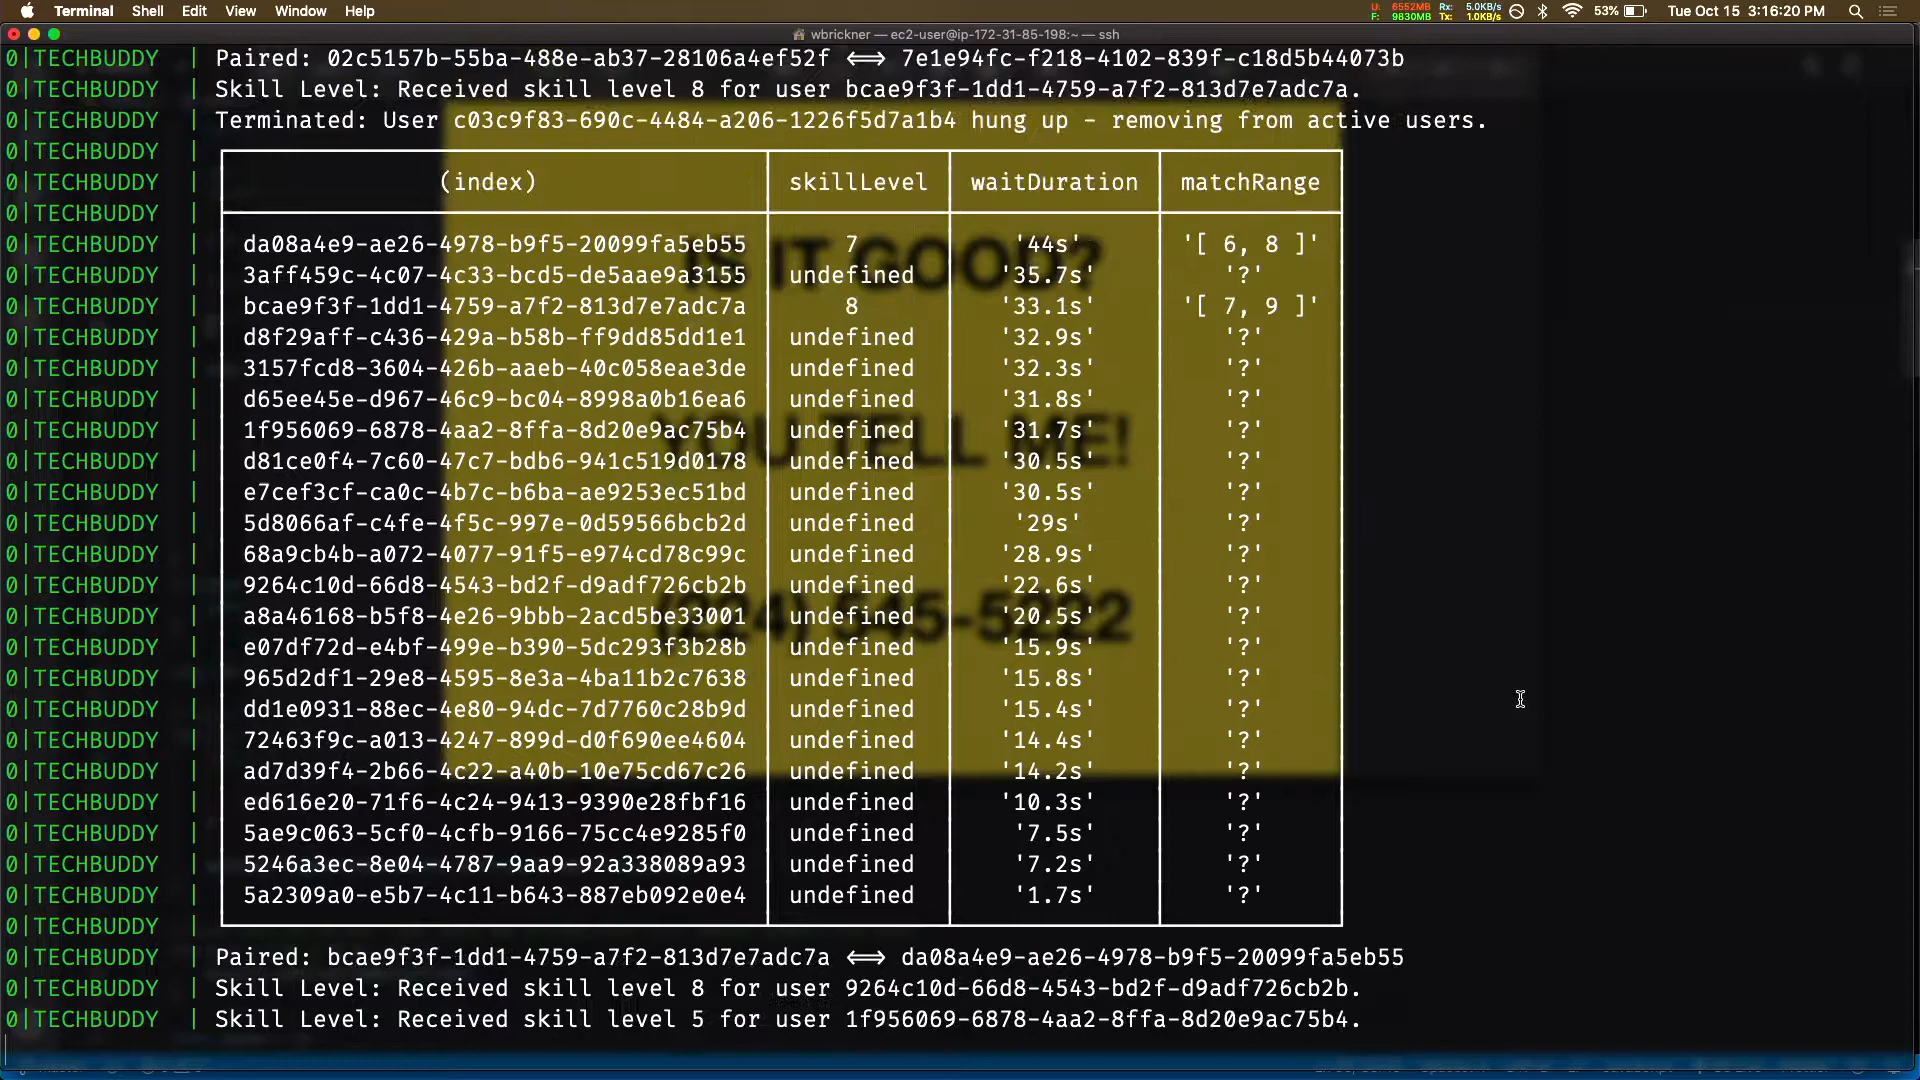 Terminal Shell Edit View Window Help U: 6552MB Rx: 5.0KB/s F: 9830MB Tx: 1.0KB/s 53% Tue Oct 15 3:16:20 PM
wbrickner — ec2-user@ip-172-31-85-198:~ — ssh
0|TECHBUDDY | Paired: 02c5157b-55ba-488e-ab37-28106a4ef52f ⟺ 7e1e94fc-f218-4102-839f-c18d5b44073b
0|TECHBUDDY | Skill Level: Received skill level 8 for user bcae9f3f-1dd1-4759-a7f2-813d7e7adc7a.
0|TECHBUDDY | Terminated: User c03c9f83-690c-4484-a206-1226f5d7a1b4 hung up - removing from active users.
0|TECHBUDDY |
0|TECHBUDDY | (index) skillLevel waitDuration matchRange
0|TECHBUDDY |
0|TECHBUDDY | da08a4e9-ae26-4978-b9f5-20099fa5eb55 7 '44s' '[ 6, 8 ]'
0|TECHBUDDY | 3aff459c-4c07-4c33-bcd5-de5aae9a3155 undefined '35.7s' '?'
0|TECHBUDDY | bcae9f3f-1dd1-4759-a7f2-813d7e7adc7a 8 '33.1s' '[ 7, 9 ]'
0|TECHBUDDY | d8f29aff-c436-429a-b58b-ff9dd85dd1e1 undefined '32.9s' '?'
0|TECHBUDDY | 3157fcd8-3604-426b-aaeb-40c058eae3de undefined '32.3s' '?'
0|TECHBUDDY | d65ee45e-d967-46c9-bc04-8998a0b16ea6 undefined '31.8s' '?'
0|TECHBUDDY | 1f956069-6878-4aa2-8ffa-8d20e9ac75b4 undefined '31.7s' '?'
0|TECHBUDDY | d81ce0f4-7c60-47c7-bdb6-941c519d0178 undefined '30.5s' '?'
0|TECHBUDDY | e7cef3cf-ca0c-4b7c-b6ba-ae9253ec51bd undefined '30.5s' '?'
0|TECHBUDDY | 5d8066af-c4fe-4f5c-997e-0d59566bcb2d undefined '29s' '?'
0|TECHBUDDY | 68a9cb4b-a072-4077-91f5-e974cd78c99c undefined '28.9s' '?'
0|TECHBUDDY | 9264c10d-66d8-4543-bd2f-d9adf726cb2b undefined '22.6s' '?'
0|TECHBUDDY | a8a46168-b5f8-4e26-9bbb-2acd5be33001 undefined '20.5s' '?'
0|TECHBUDDY | e07df72d-e4bf-499e-b390-5dc293f3b28b undefined '15.9s' '?'
0|TECHBUDDY | 965d2df1-29e8-4595-8e3a-4ba11b2c7638 undefined '15.8s' '?'
0|TECHBUDDY | dd1e0931-88ec-4e80-94dc-7d7760c28b9d undefined '15.4s' '?'
0|TECHBUDDY | 72463f9c-a013-4247-899d-d0f690ee4604 undefined '14.4s' '?'
0|TECHBUDDY | ad7d39f4-2b66-4c22-a40b-10e75cd67c26 undefined '14.2s' '?'
0|TECHBUDDY | ed616e20-71f6-4c24-9413-9390e28fbf16 undefined '10.3s' '?'
0|TECHBUDDY | 5ae9c063-5cf0-4cfb-9166-75cc4e9285f0 undefined '7.5s' '?'
0|TECHBUDDY | 5246a3ec-8e04-4787-9aa9-92a338089a93 undefined '7.2s' '?'
0|TECHBUDDY | 5a2309a0-e5b7-4c11-b643-887eb092e0e4 undefined '1.7s' '?'
0|TECHBUDDY |
0|TECHBUDDY | Paired: bcae9f3f-1dd1-4759-a7f2-813d7e7adc7a ⟺ da08a4e9-ae26-4978-b9f5-20099fa5eb55
0|TECHBUDDY | Skill Level: Received skill level 8 for user 9264c10d-66d8-4543-bd2f-d9adf726cb2b.
0|TECHBUDDY | Skill Level: Received skill level 5 for user 1f956069-6878-4aa2-8ffa-8d20e9ac75b4.
IS IT GOOD?
YOU TELL ME!